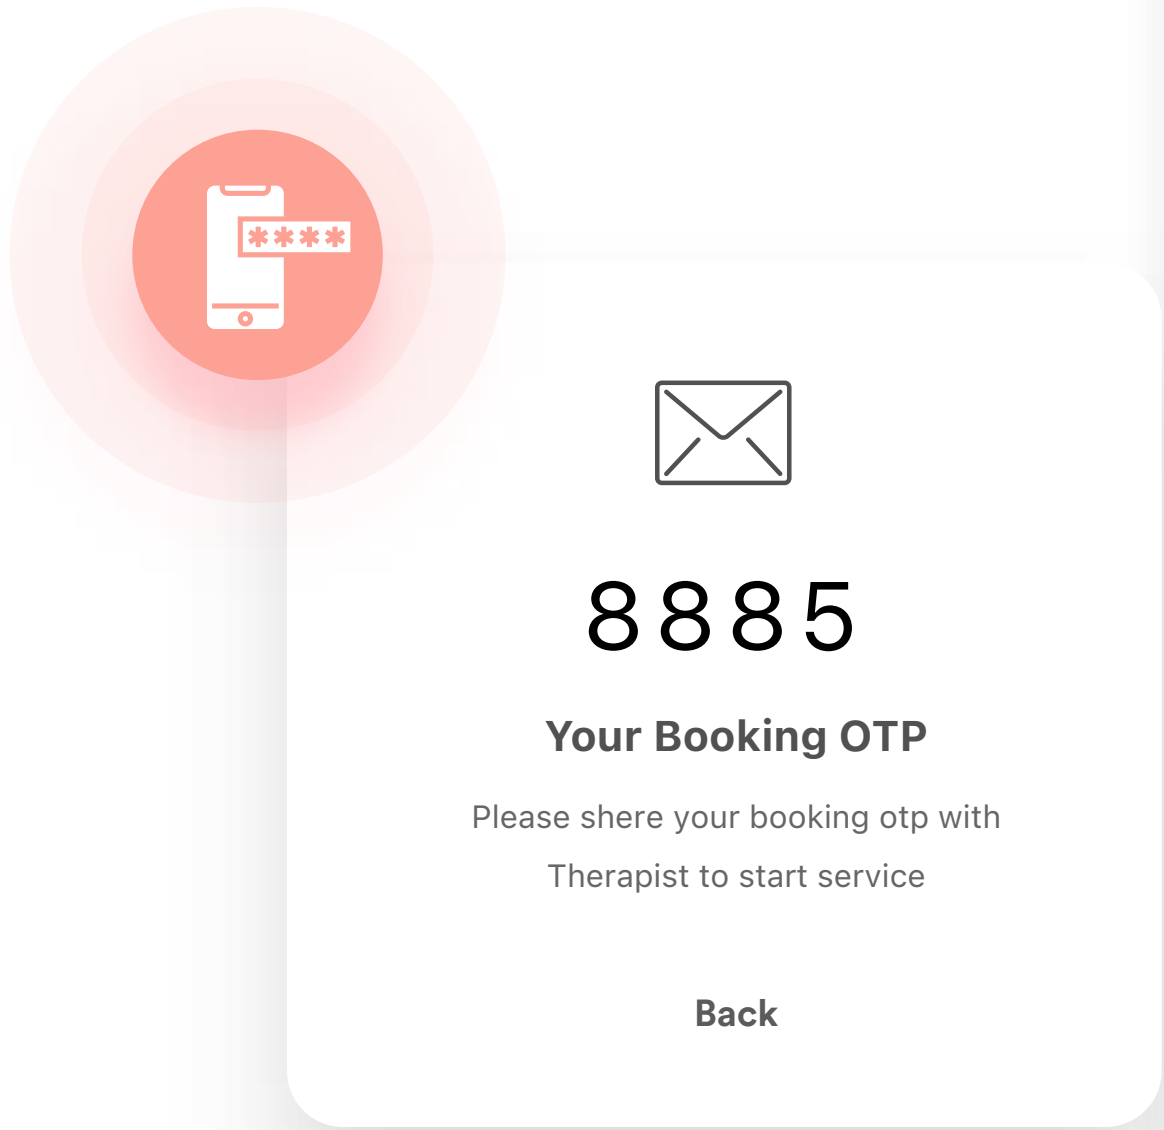 ****
8885
Your Booking OTP
Please shere your booking otp with
Therapist to start service
Back